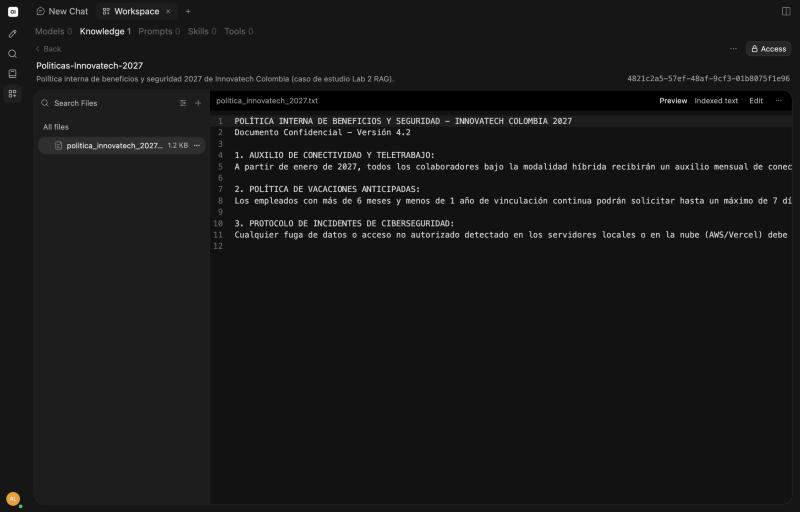 OI
New Chat
Workspace
Models 0 Knowledge 1 Prompts 0 Skills 0 Tools 0
Back
Access
Politicas-Innovatech-2027
Política interna de beneficios y seguridad 2027 de Innovatech Colombia (caso de estudio Lab 2 RAG).
4821c2a5-57ef-48af-9cf3-01b8075f1e96
Search Files
All files
politica_innovatech_2027... 1.2 KB
politica_innovatech_2027.txt
Preview Indexed text Edit
1 POLÍTICA INTERNA DE BENEFICIOS Y SEGURIDAD – INNOVATECH COLOMBIA 2027
2 Documento Confidencial – Versión 4.2
3
4 1. AUXILIO DE CONECTIVIDAD Y TELETRABAJO:
5 A partir de enero de 2027, todos los colaboradores bajo la modalidad híbrida recibirán un auxilio mensual de conec
6
7 2. POLÍTICA DE VACACIONES ANTICIPADAS:
8 Los empleados con más de 6 meses y menos de 1 año de vinculación continua podrán solicitar hasta un máximo de 7 dí
9
10 3. PROTOCOLO DE INCIDENTES DE CIBERSEGURIDAD:
11 Cualquier fuga de datos o acceso no autorizado detectado en los servidores locales o en la nube (AWS/Vercel) debe
12
AL